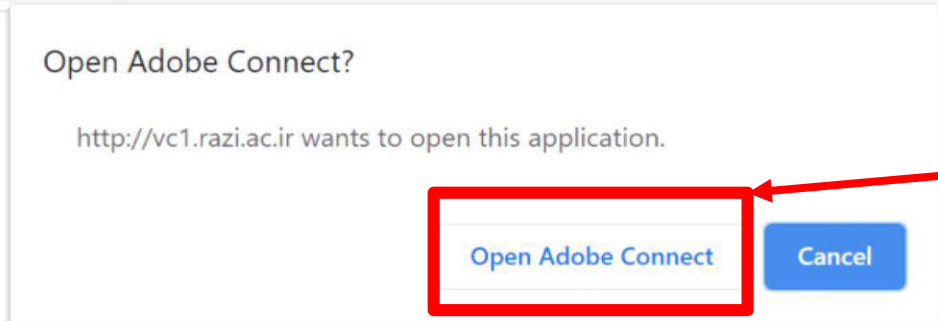 Open Adobe Connect?
http://vc1.razi.ac.ir wants to open this application.
Open Adobe Connect
Cancel